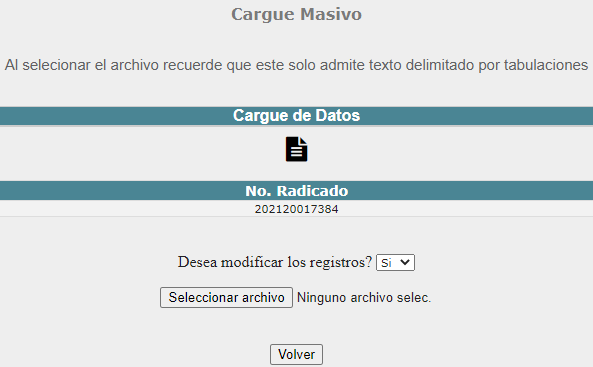 Cargue Masivo
Al selecionar el archivo recuerde que este solo admite texto delimitado por tabulaciones
Cargue de Datos
No. Radicado
202120017384
Desea modificar los registros? Si
Seleccionar archivo Ninguno archivo selec.
Volver